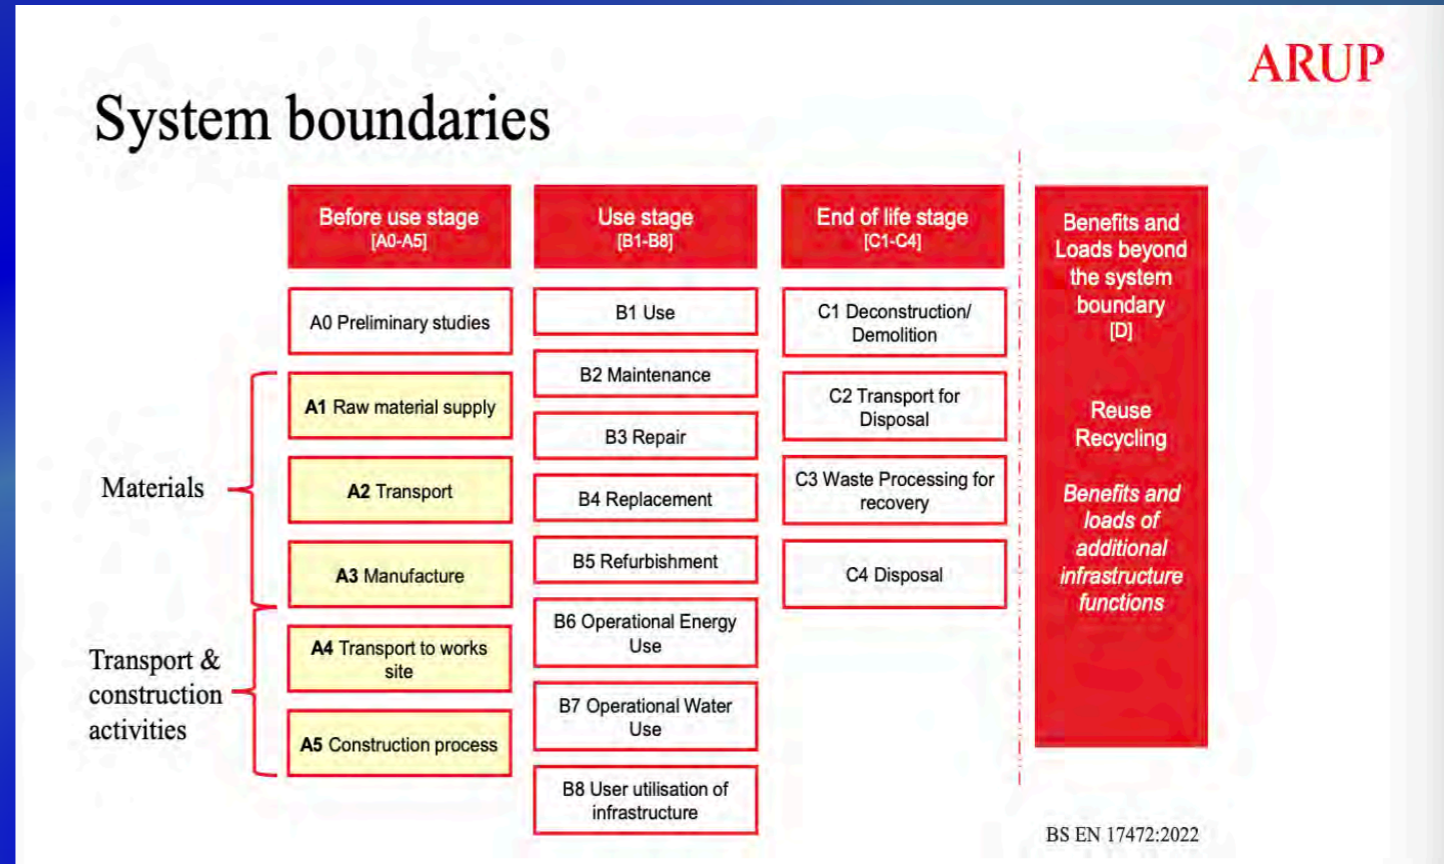 ARUP
System boundaries
Before use stage
[A0-A5]
A0 Preliminary studies
Materials
A1 Raw material supply
A2 Transport
A3 Manufacture
Transport &
construction
activities
A4 Transport to works
site
A5 Construction process
Use stage
[B1-B8]
B1 Use
B2 Maintenance
B3 Repair
B4 Replacement
B5 Refurbishment
B6 Operational Energy
Use
B7 Operational Water
Use
B8 User utilisation of
infrastructure
End of life stage
[C1-C4]
C1 Deconstruction/
Demolition
C2 Transport for
Disposal
C3 Waste Processing for
recovery
C4 Disposal
Benefits and
Loads beyond
the system
boundary
[D]
Reuse
Recycling
Benefits and
loads of
additional
infrastructure
functions
BS EN 17472:2022